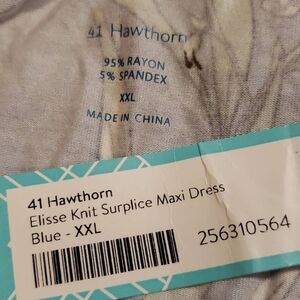 41 Hawthorn
95% RAYON
5% SPANDEX
XXL
MADE IN CHINA
41 Hawthorn
Elisse Knit Surplice Maxi Dress
Blue - XXL
256310564